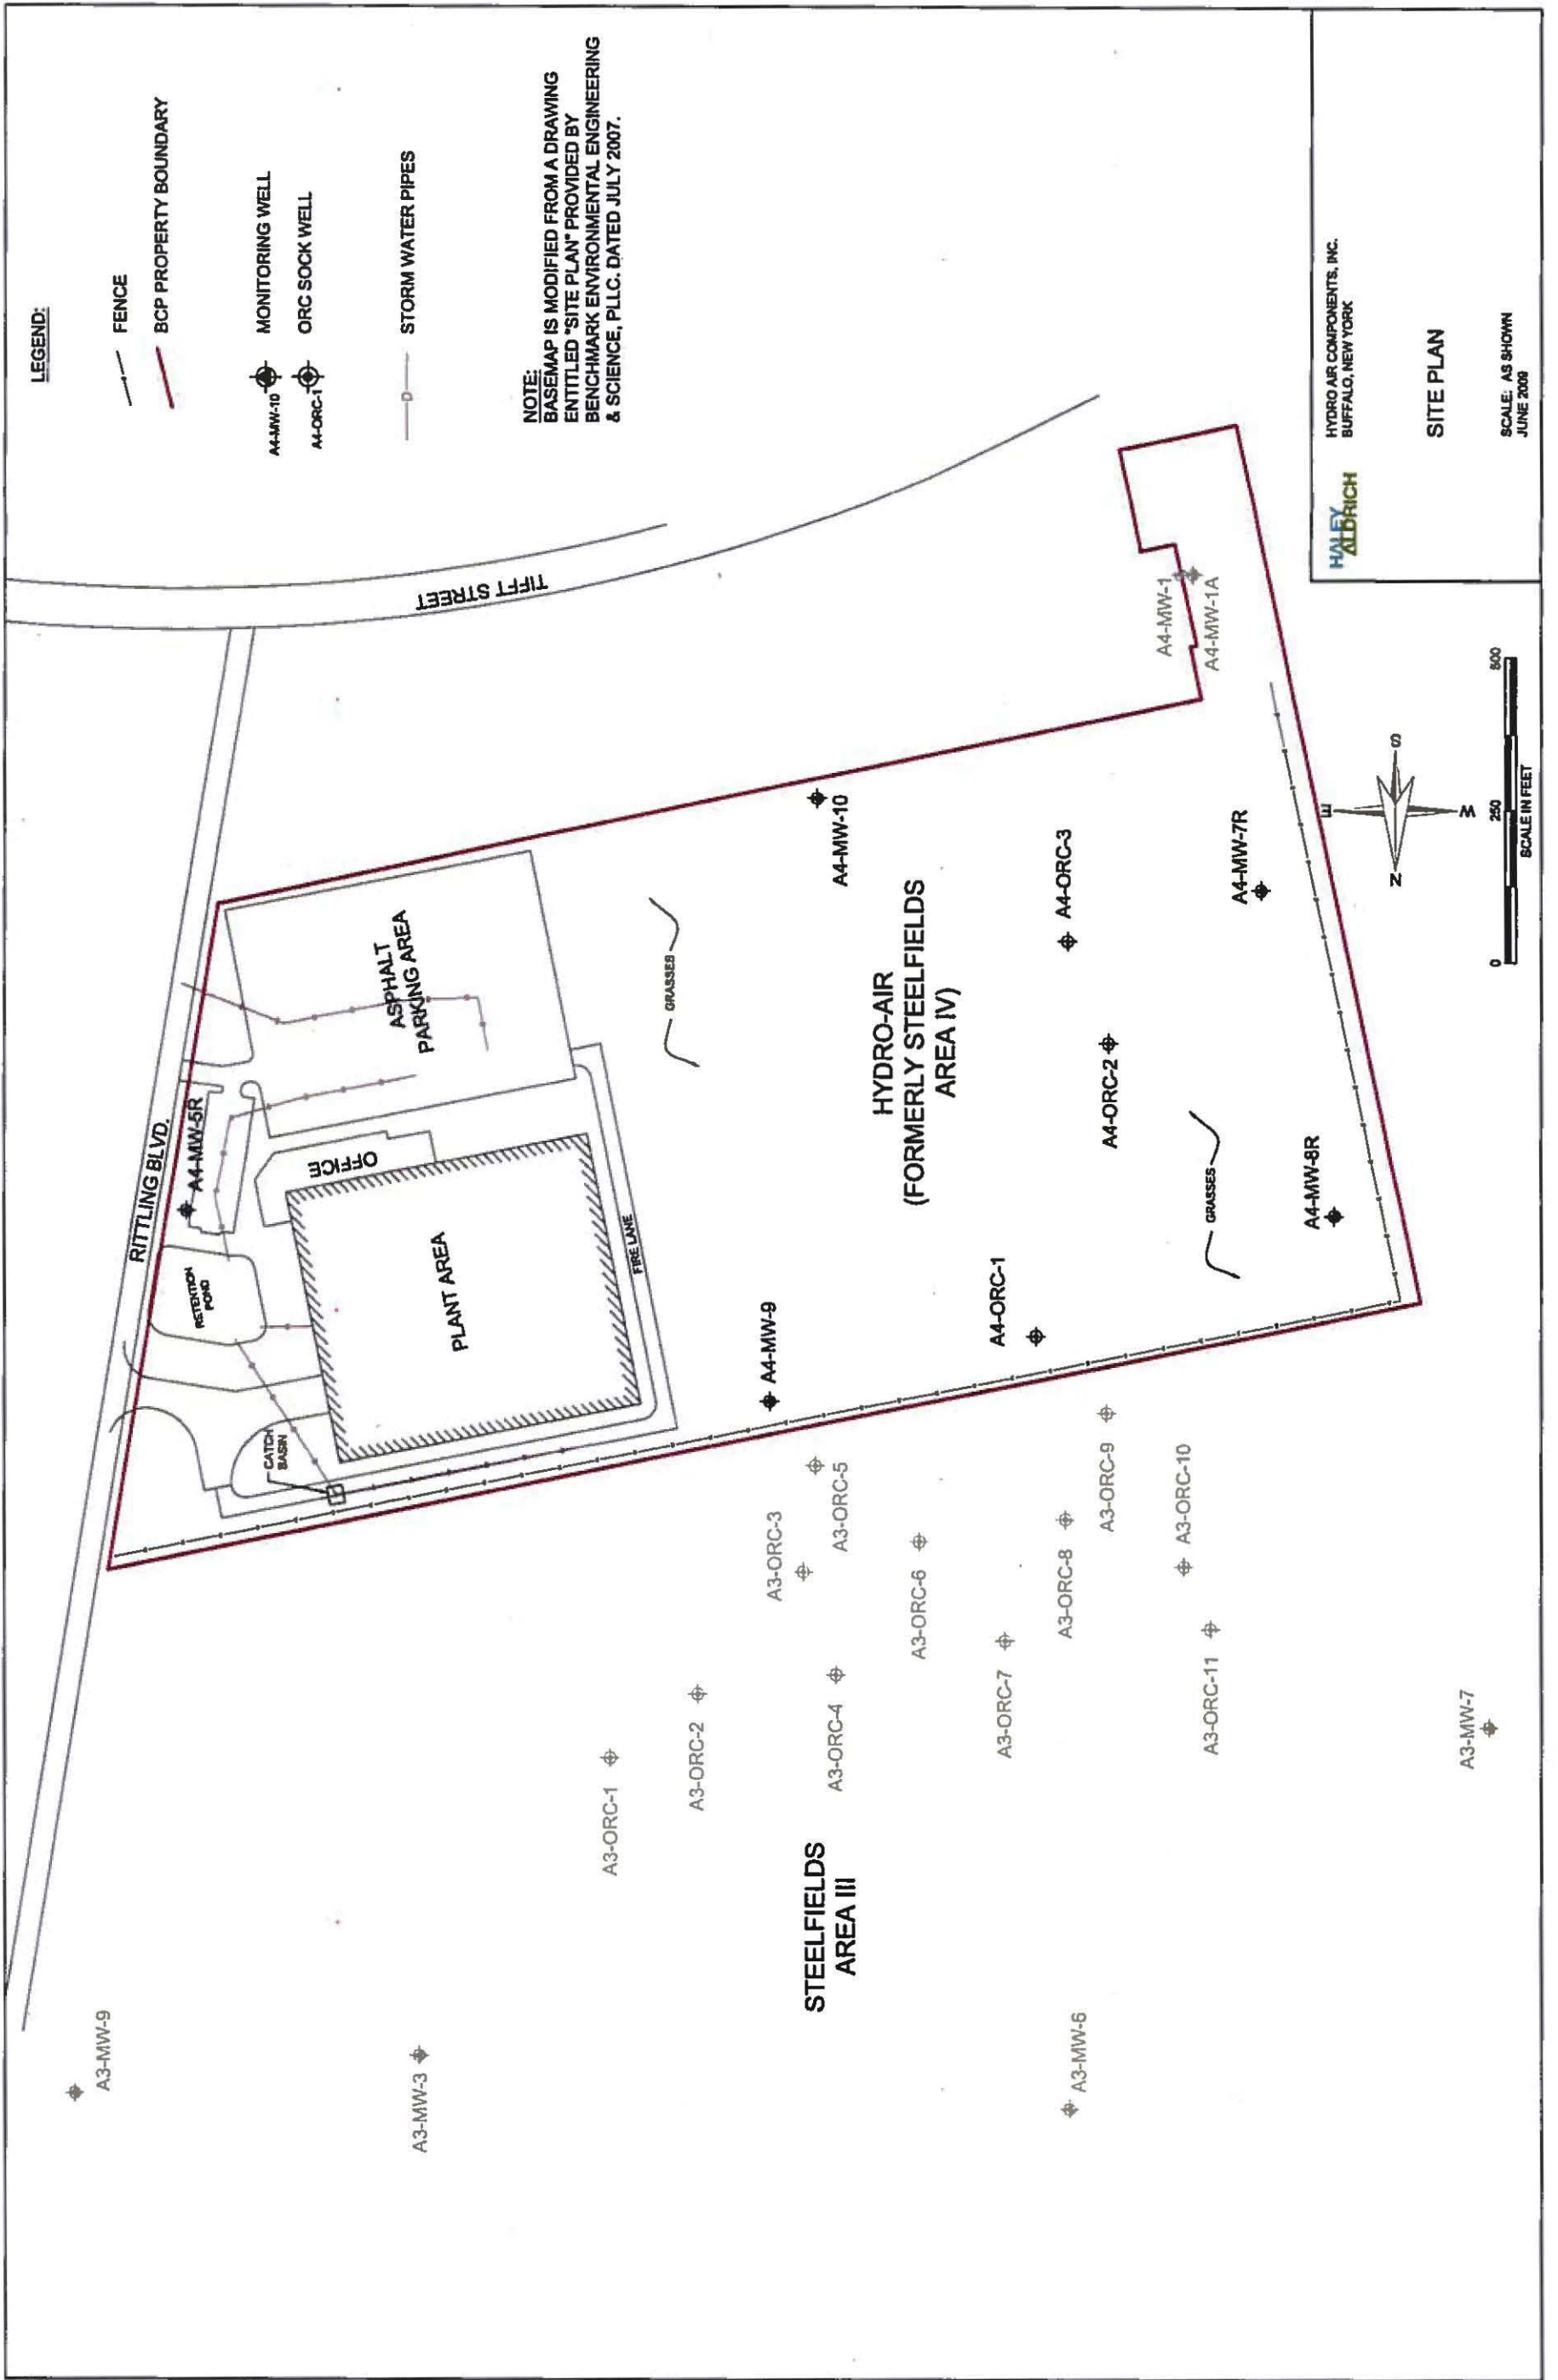 LEGEND:
FENCE
BCP PROPERTY BOUNDARY
A4-MW-10
MONITORING WELL
A4-ORC-1
ORC SOCK WELL
D
STORM WATER PIPES
NOTE:
BASEMAP IS MODIFIED FROM A DRAWING
ENTITLED "SITE PLAN" PROVIDED BY
BENCHMARK ENVIRONMENTAL ENGINEERING
& SCIENCE, PLLC. DATED JULY 2007.
TIFFT STREET
RITTLING BLVD.
A4-MW-5R
RETENTION
POND
CATCH
BASIN
OFFICE
PLANT AREA
FIRE LANE
ASPHALT
PARKING AREA
GRASSES
A4-MW-10
A4-MW-9
HYDRO-AIR
(FORMERLY STEELFIELDS
AREA IV)
A4-ORC-3
A4-ORC-2
A4-ORC-1
GRASSES
A4-MW-7R
A4-MW-8R
A4-MW-1
A4-MW-1A
A3-MW-9
A3-MW-3
A3-ORC-1
A3-ORC-2
A3-ORC-3
A3-ORC-5
A3-ORC-4
A3-ORC-6
A3-ORC-7
A3-ORC-8
A3-ORC-9
A3-ORC-10
A3-ORC-11
STEELFIELDS
AREA III
A3-MW-6
A3-MW-7
N
E
S
W
0
250
500
SCALE IN FEET
HALEY
ALDRICH
HYDRO AIR COMPONENTS, INC.
BUFFALO, NEW YORK
SITE PLAN
SCALE: AS SHOWN
JUNE 2009